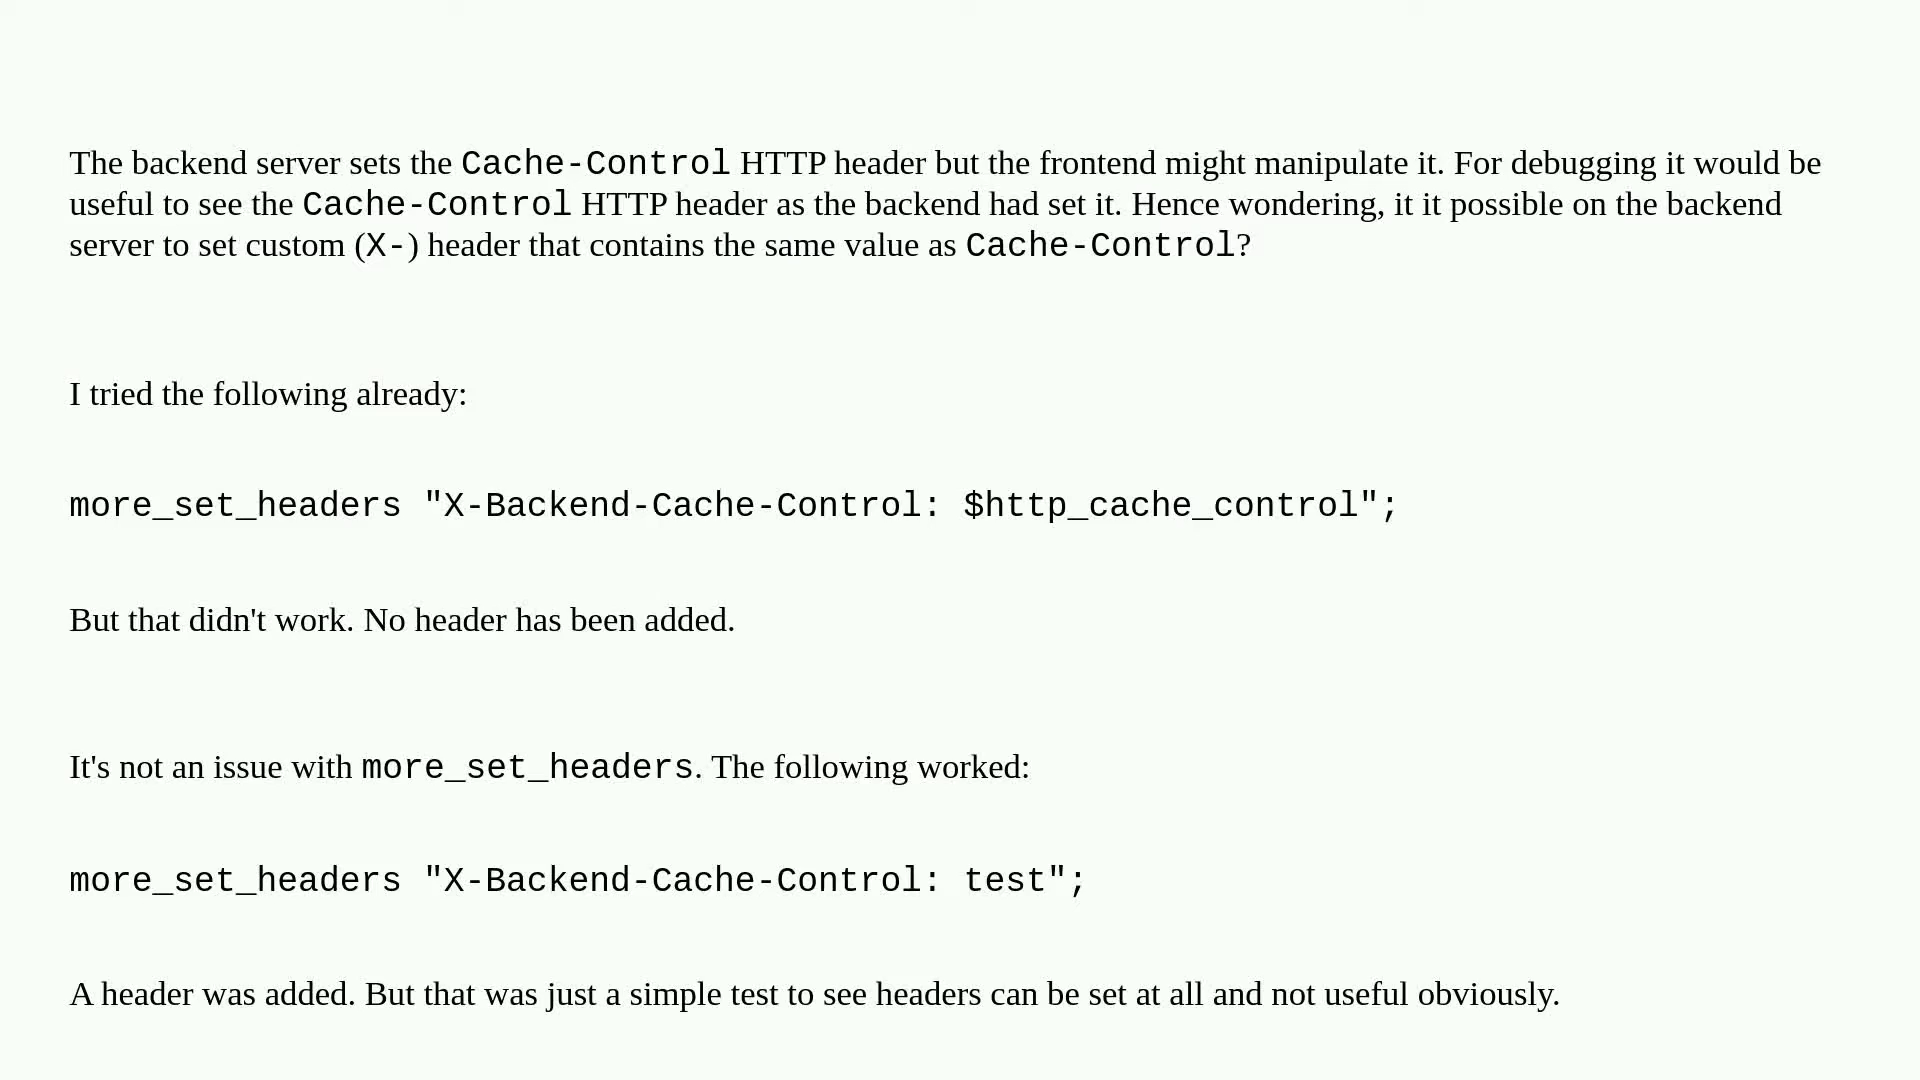 The backend server sets the Cache-Control HTTP header but the frontend might manipulate it. For debugging it would be
useful to see the Cache-Control HTTP header as the backend had set it. Hence wondering, it it possible on the backend
server to set custom (X-) header that contains the same value as Cache-Control?
I tried the following already:
more_set_headers "X-Backend-Cache-Control: $http_cache_control";
But that didn't work. No header has been added.
It's not an issue with more_set_headers. The following worked:
more_set_headers "X-Backend-Cache-Control: test";
A header was added. But that was just a simple test to see headers can be set at all and not useful obviously.